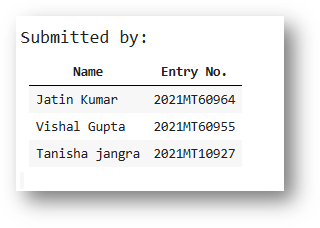 Submitted by:
Name Entry No.
Jatin Kumar 2021MT60964
Vishal Gupta 2021MT60955
Tanisha jangra 2021MT10927